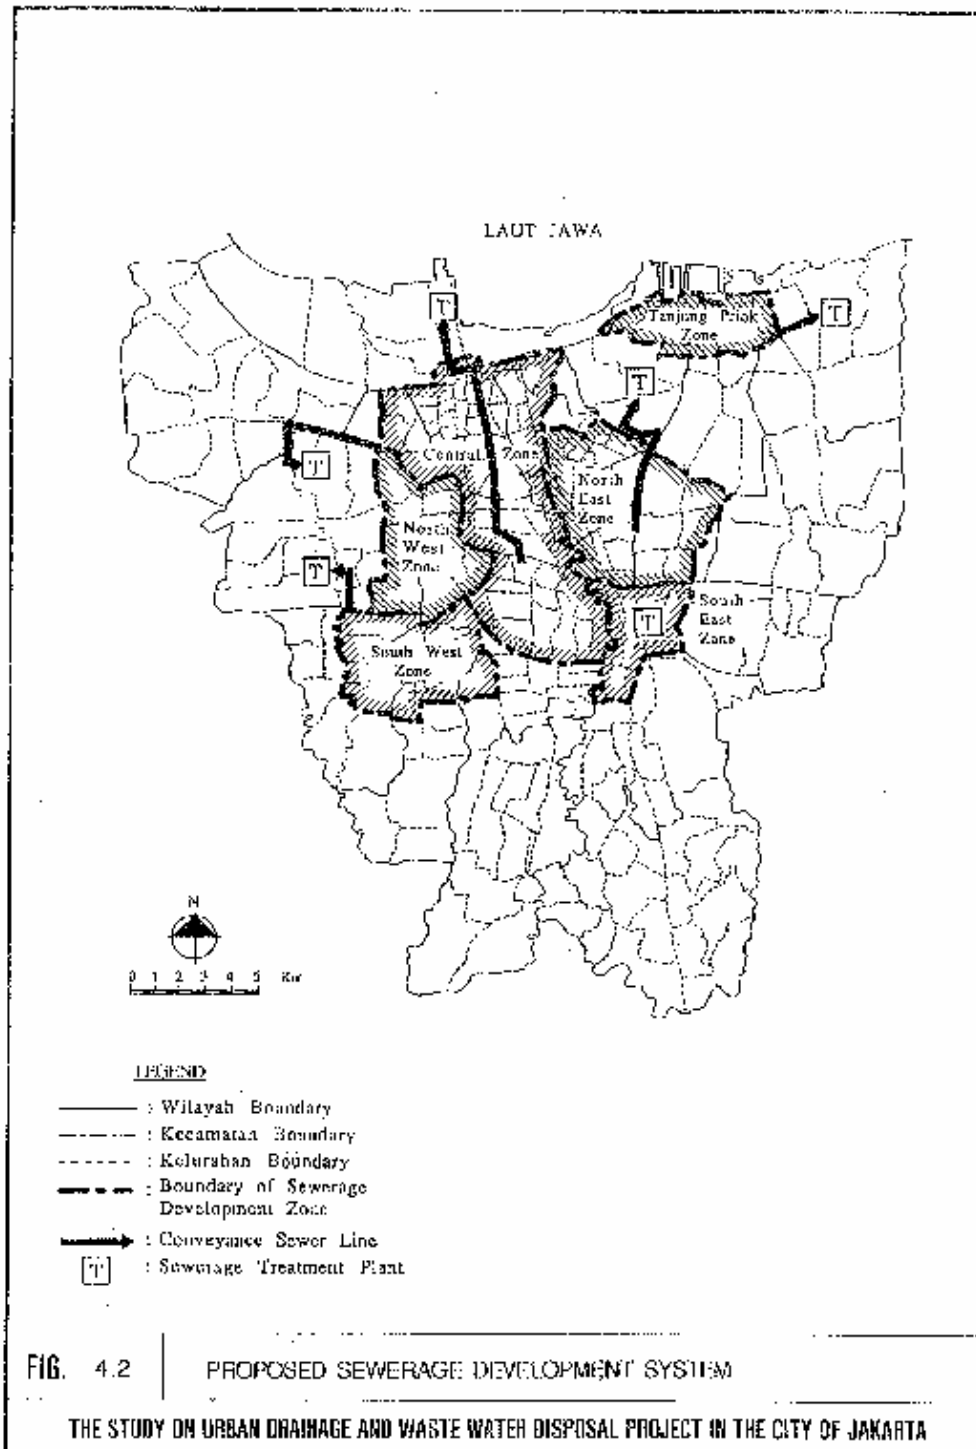 LAUT JAWA
T
Tanjung Priok
Zone
T
T
Central Zone
T
North
East
Zone
North
West
Zone
T
South
East
Zone
T
South West
Zone
N
0 1 2 3 4 5 Km
LEGEND
: Wilayah Boundary
: Kecamatan Boundary
: Kelurahan Boundary
: Boundary of Sewerage
Development Zone
: Conveyance Sewer Line
T : Sewerage Treatment Plant
FIG. 4.2 PROPOSED SEWERAGE DEVELOPMENT SYSTEM
THE STUDY ON URBAN DRAINAGE AND WASTE WATER DISPOSAL PROJECT IN THE CITY OF JAKARTA